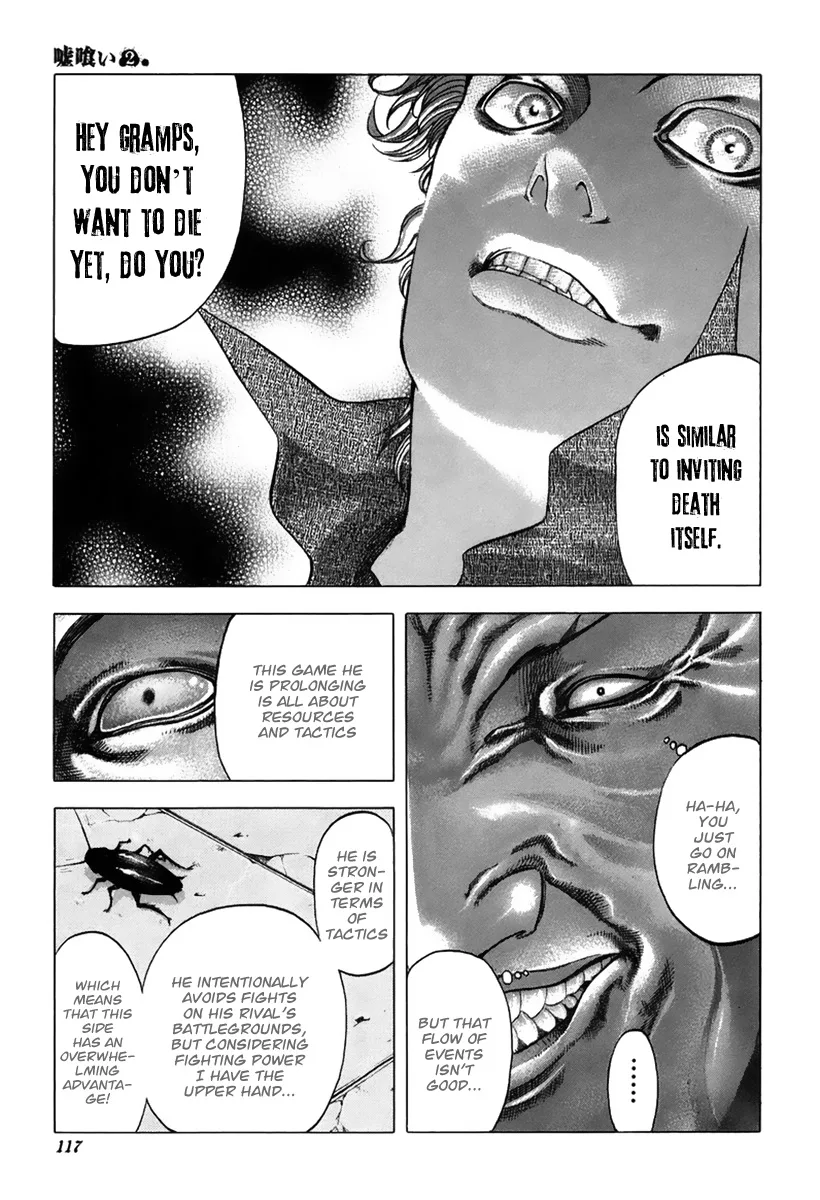 嘘喰い❷。
HEY GRAMPS,
YOU DON'T
WANT TO DIE
YET, DO YOU?
IS SIMILAR
TO INVITING
DEATH
ITSELF.
HA-HA,
YOU
JUST
GO ON
RAMB-
LING...
BUT THAT
FLOW OF
EVENTS
ISN'T
GOOD...
......
THIS GAME HE
IS PROLONGING
IS ALL ABOUT
RESOURCES
AND TACTICS
HE IS
STRON-
GER IN
TERMS
OF
TACTICS
HE INTENTIONALLY
AVOIDS FIGHTS
ON HIS RIVAL'S
BATTLEGROUNDS,
BUT CONSIDERING
FIGHTING POWER
I HAVE THE
UPPER HAND...
WHICH
MEANS
THAT THIS
SIDE
HAS AN
OVERWHE-
LMING
ADVANTA-
GE!
117